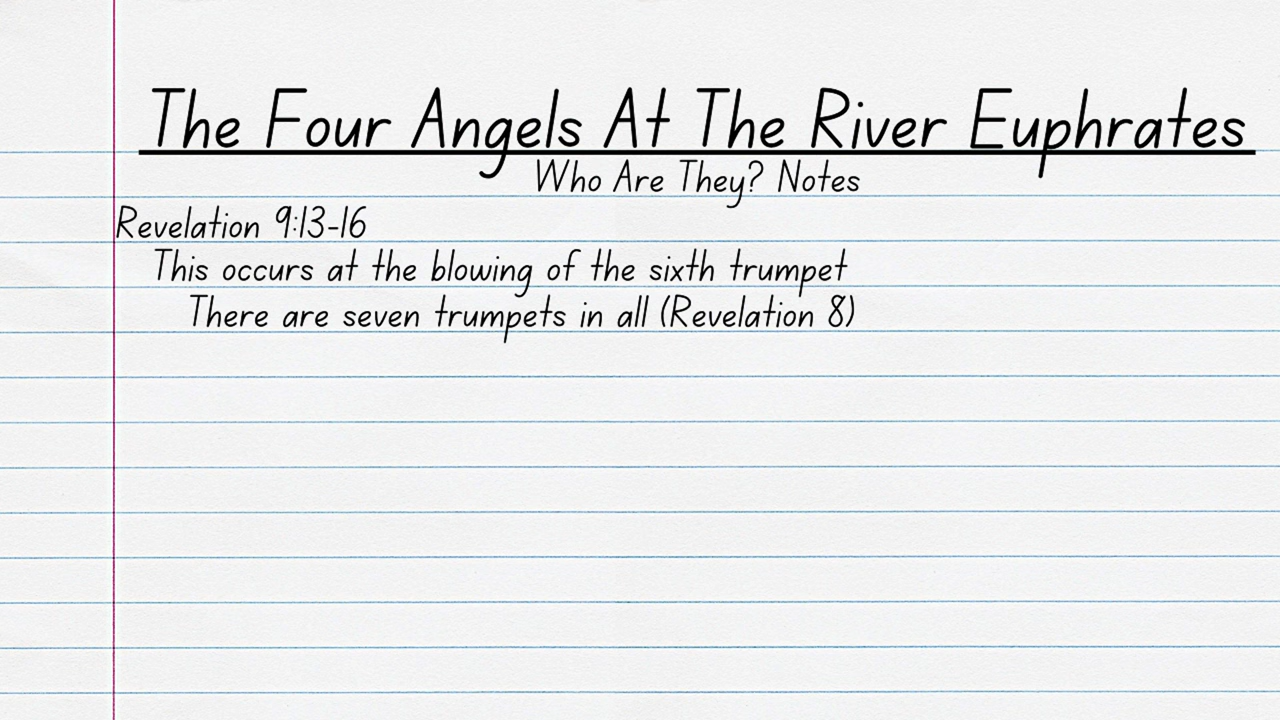 The Four Angels At The River Euphrates
Who Are They? Notes
Revelation 9:13-16
This occurs at the blowing of the sixth trumpet
There are seven trumpets in all (Revelation 8)